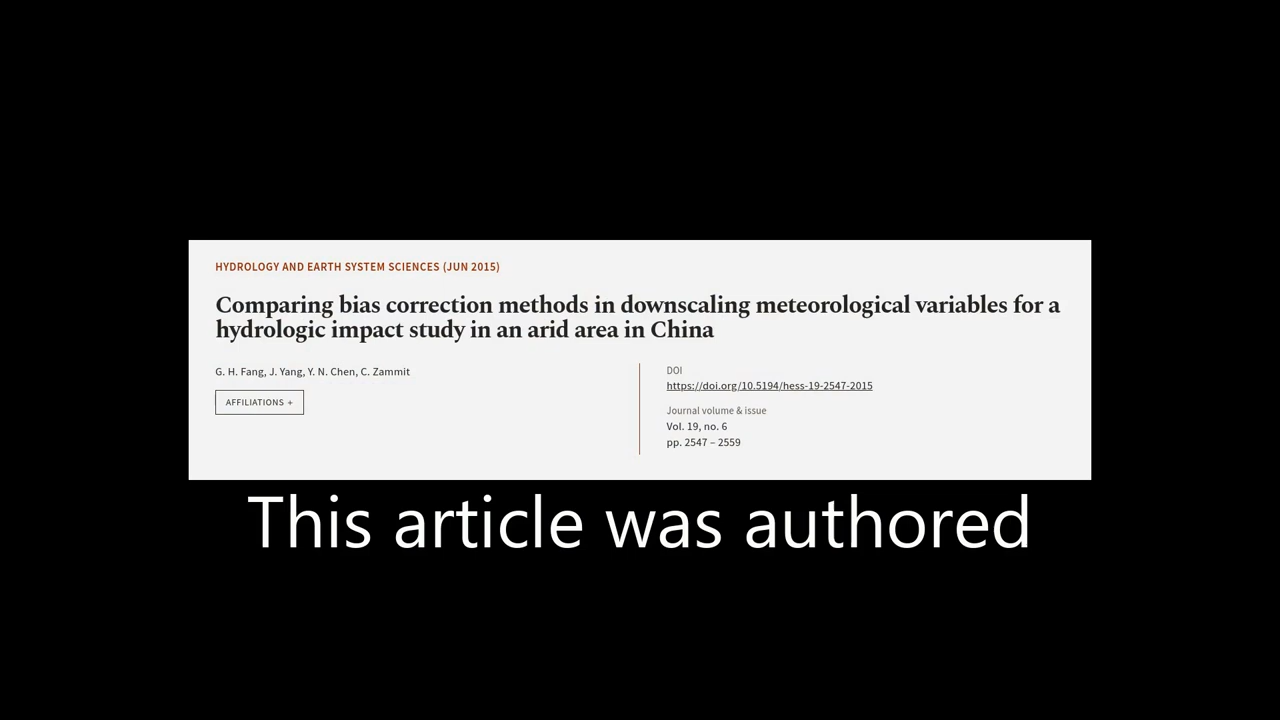 HYDROLOGY AND EARTH SYSTEM SCIENCES (JUN 2015)
Comparing bias correction methods in downscaling meteorological variables for a
hydrologic impact study in an arid area in China
G. H. Fang, J. Yang, Y. N. Chen, C. Zammit
AFFILIATIONS +
DOI
https://doi.org/10.5194/hess-19-2547-2015
Journal volume & issue
Vol. 19, no. 6
pp. 2547 – 2559
This article was authored